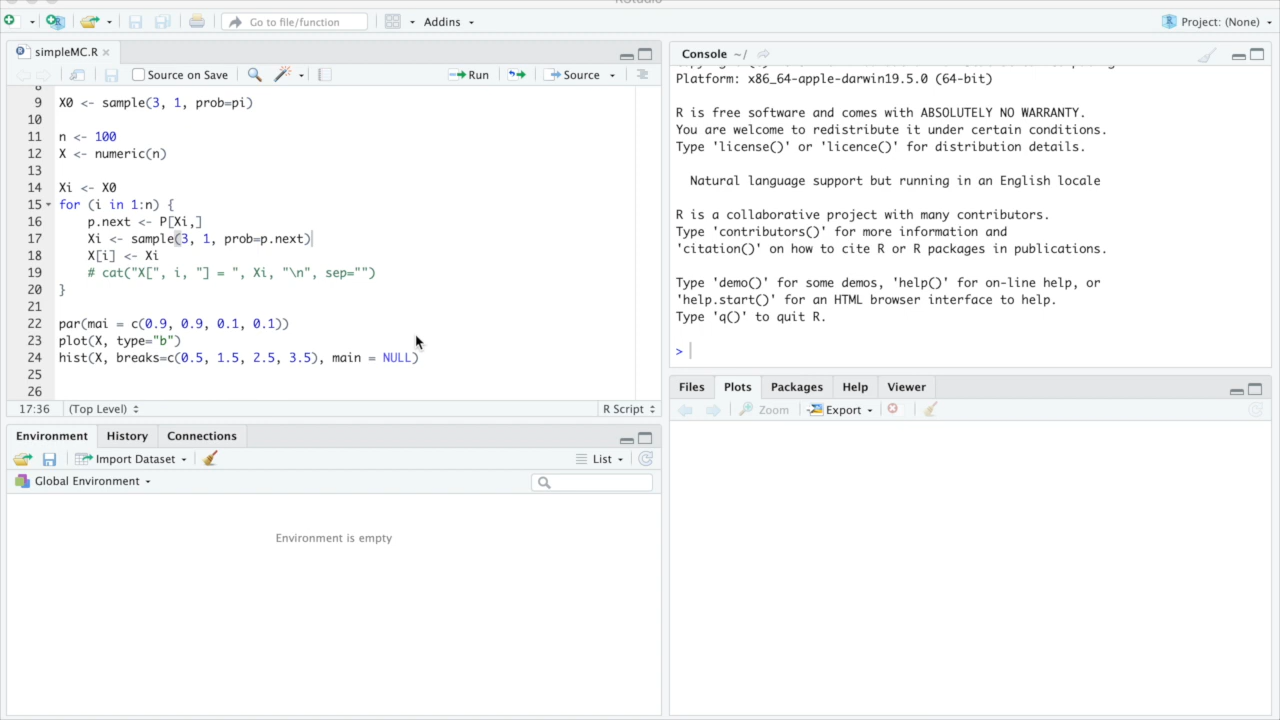 RStudio
Go to file/function
Addins
Project: (None)
simpleMC.R
Source on Save
Run
Source
8
9 X0 <- sample(3, 1, prob=pi)
10
11 n <- 100
12 X <- numeric(n)
13
14 Xi <- X0
15 for (i in 1:n) {
16 p.next <- P[Xi,]
17 Xi <- sample(3, 1, prob=p.next)
18 X[i] <- Xi
19 # cat("X[", i, "] = ", Xi, "\n", sep="")
20 }
21
22 par(mai = c(0.9, 0.9, 0.1, 0.1))
23 plot(X, type="b")
24 hist(X, breaks=c(0.5, 1.5, 2.5, 3.5), main = NULL)
25
26
17:36 (Top Level) R Script
Environment History Connections
Import Dataset List
Global Environment
Environment is empty
Console ~/
Platform: x86_64-apple-darwin19.5.0 (64-bit)
R is free software and comes with ABSOLUTELY NO WARRANTY.
You are welcome to redistribute it under certain conditions.
Type 'license()' or 'licence()' for distribution details.
Natural language support but running in an English locale
R is a collaborative project with many contributors.
Type 'contributors()' for more information and
'citation()' on how to cite R or R packages in publications.
Type 'demo()' for some demos, 'help()' for on-line help, or
'help.start()' for an HTML browser interface to help.
Type 'q()' to quit R.
>
Files Plots Packages Help Viewer
Zoom Export